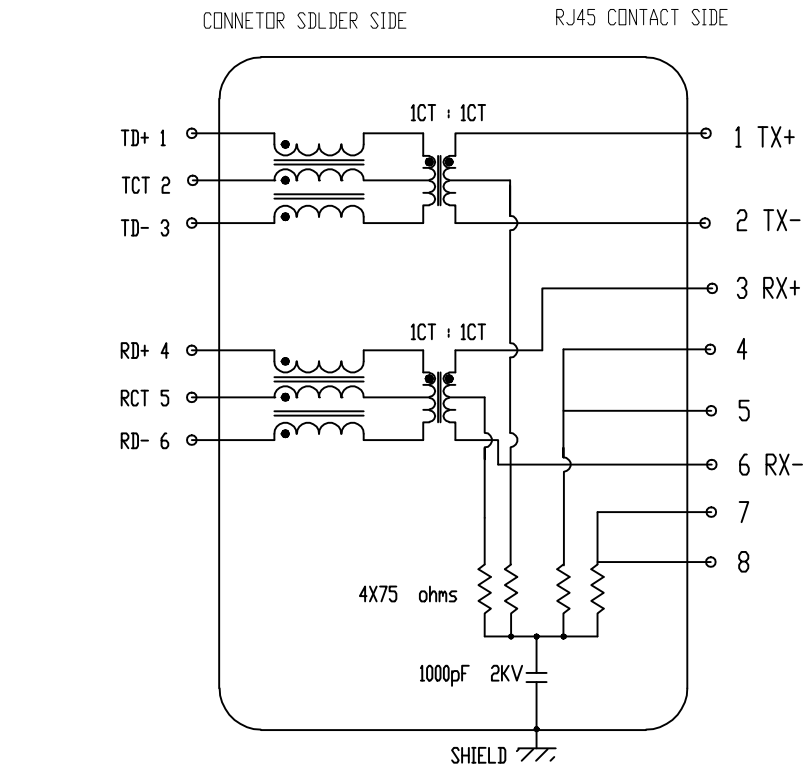 CONNETOR SDLDER SIDE
RJ45 CONTACT SIDE
1CT : 1CT
TD+ 1
1 TX+
TCT 2
TD- 3
2 TX-
3 RX+
1CT : 1CT
RD+ 4
4
RCT 5
5
RD- 6
6 RX-
7
8
4X75 ohms
1000pF 2KV
SHIELD